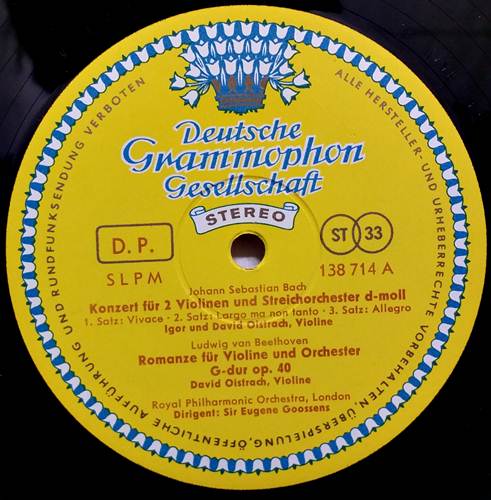 Deutsche
Grammophon
Gesellschaft
STEREO
D. P.
SLPM
ST 33
138 714 A
Johann Sebastian Bach
Konzert für 2 Violinen und Streichorchester d-moll
1. Satz: Vivace - 2. Satz: Largo ma non tanto - 3. Satz: Allegro
Igor und David Oistrach, Violine
Ludwig van Beethoven
Romanze für Violine und Orchester
G-dur op. 40
David Oistrach, Violine
Royal Philharmonic Orchestra, London
Dirigent: Sir Eugene Goossens
ALLE HERSTELLER- UND URHEBERRECHTE VORBEHALTEN, ÜBERSPIELUNG, ÖFFENTLICHE AUFFÜHRUNG UND RUNDFUNKSENDUNG VERBOTEN